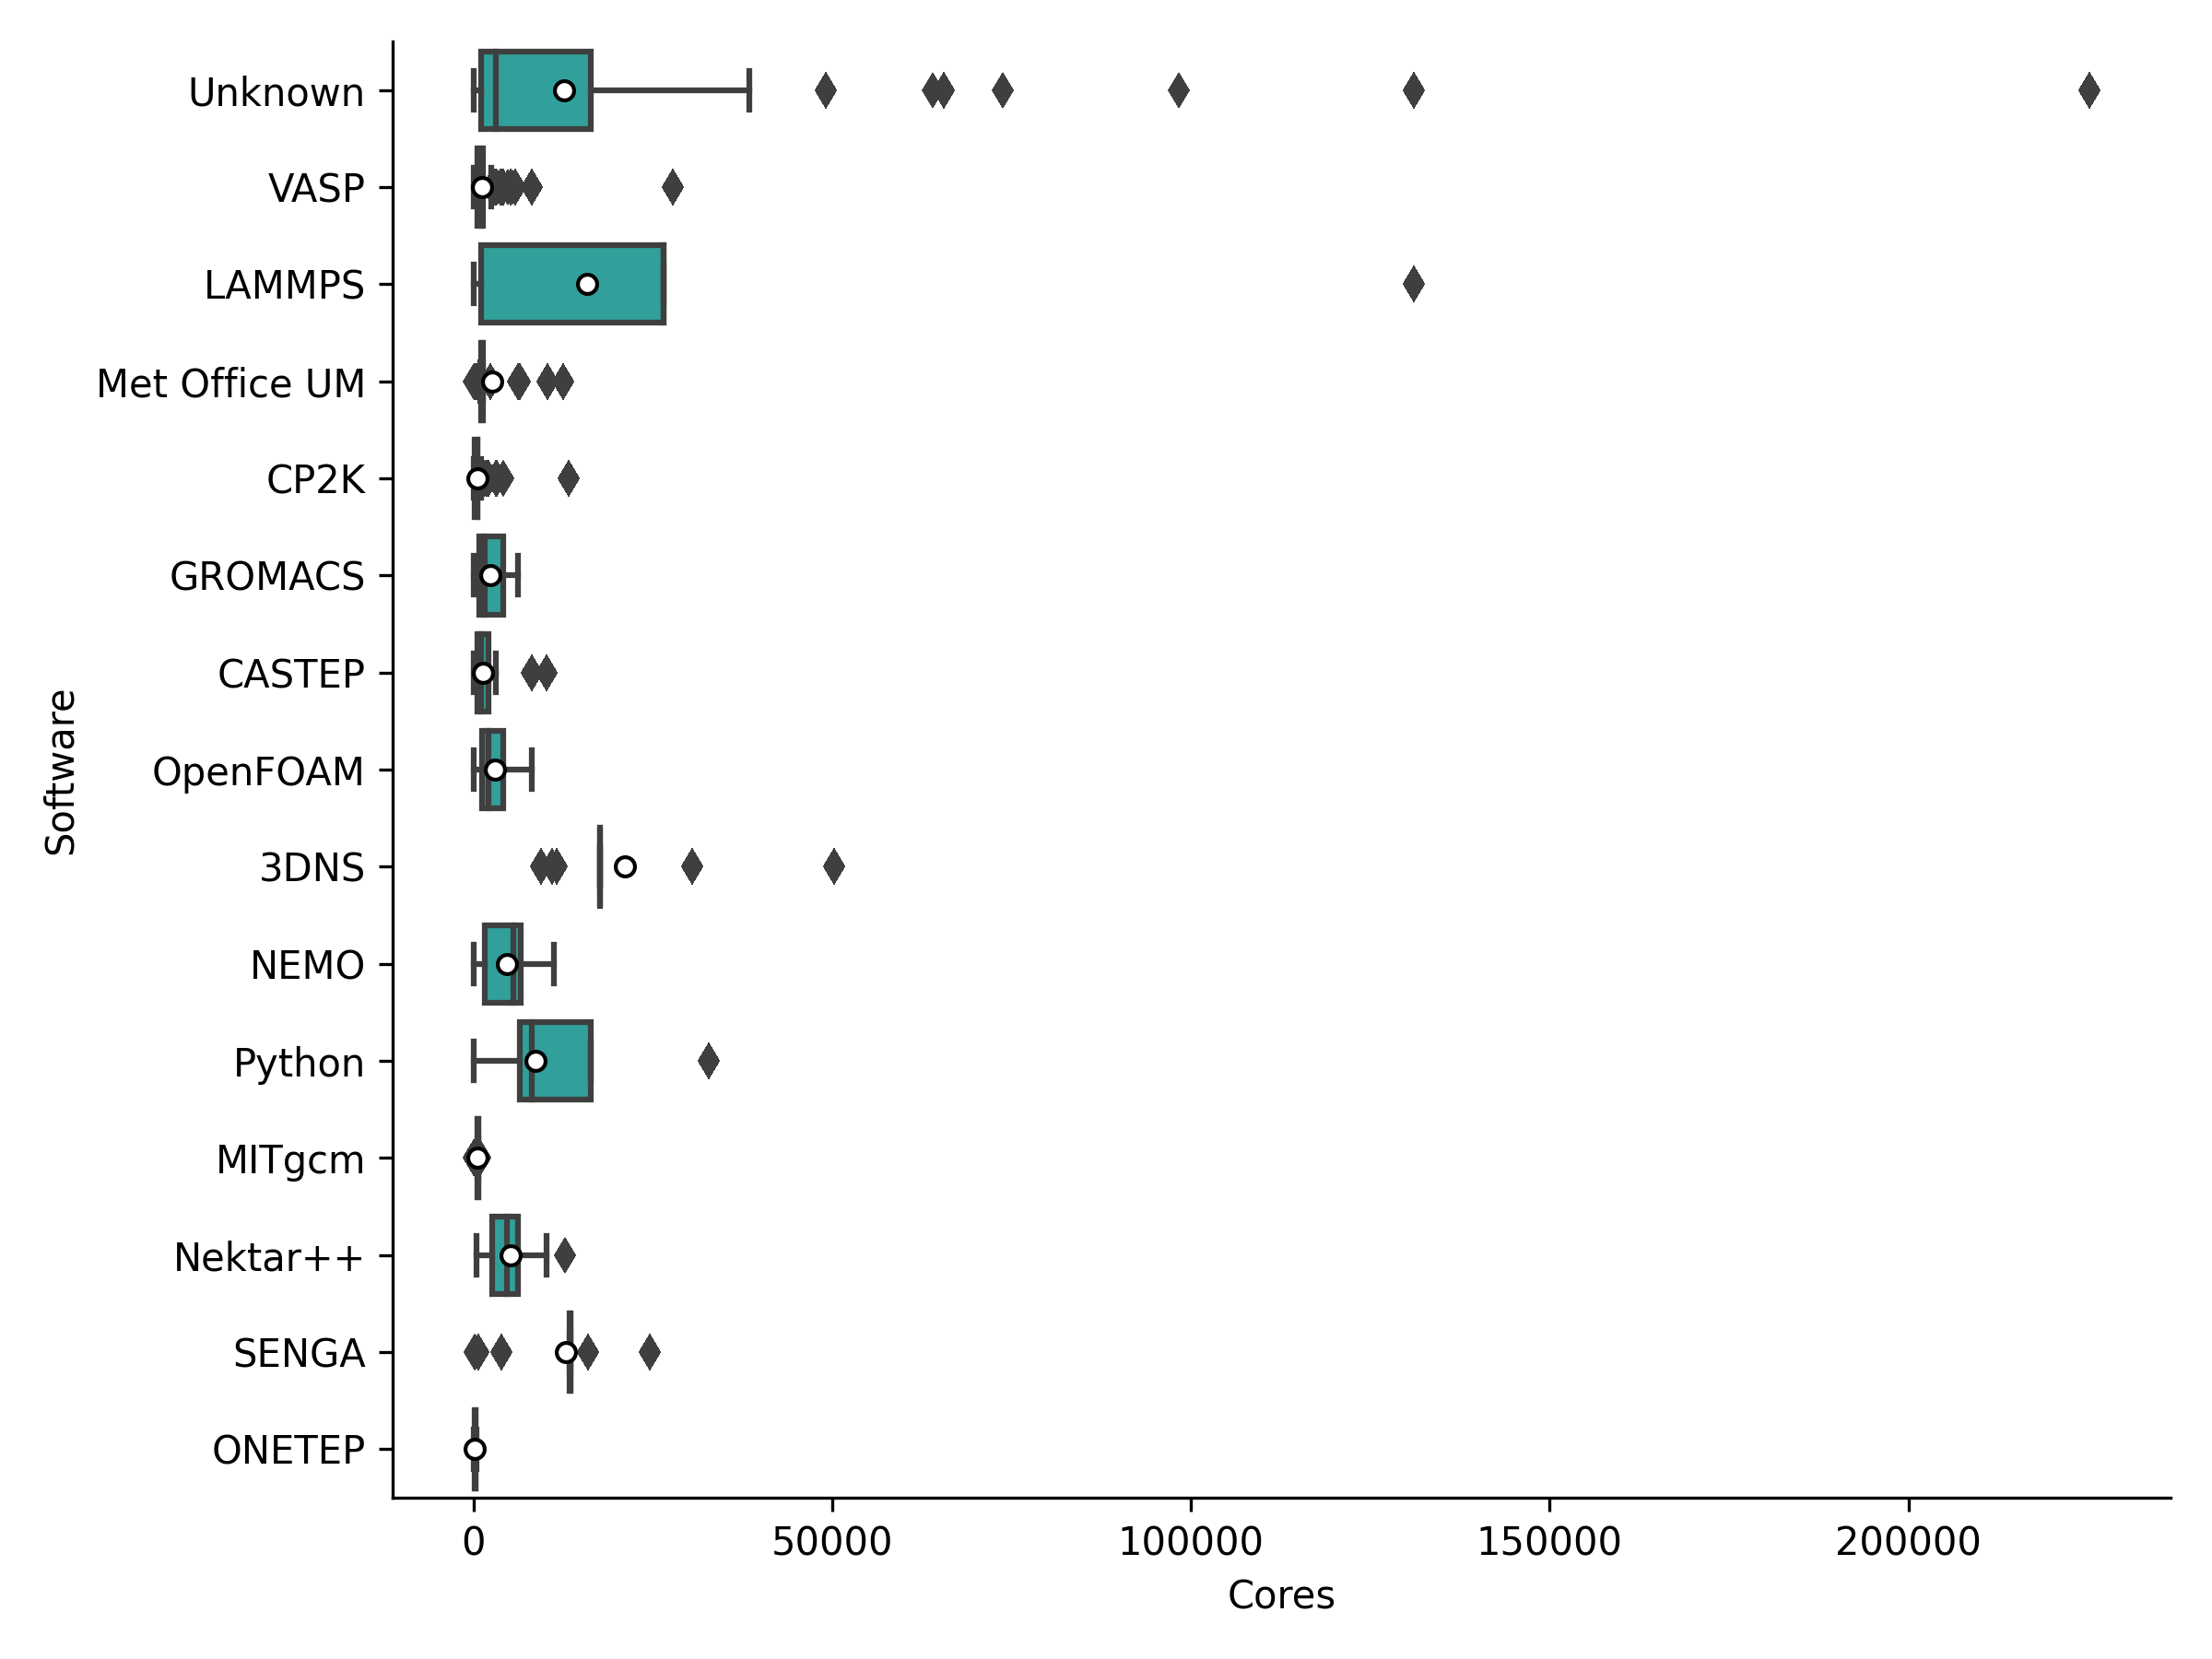 Unknown
VASP
LAMMPS
Met Office UM
CP2K
GROMACS
CASTEP
OpenFOAM
3DNS
NEMO
Python
MITgcm
Nektar++
SENGA
ONETEP
Software
0 50000 100000 150000 200000
Cores